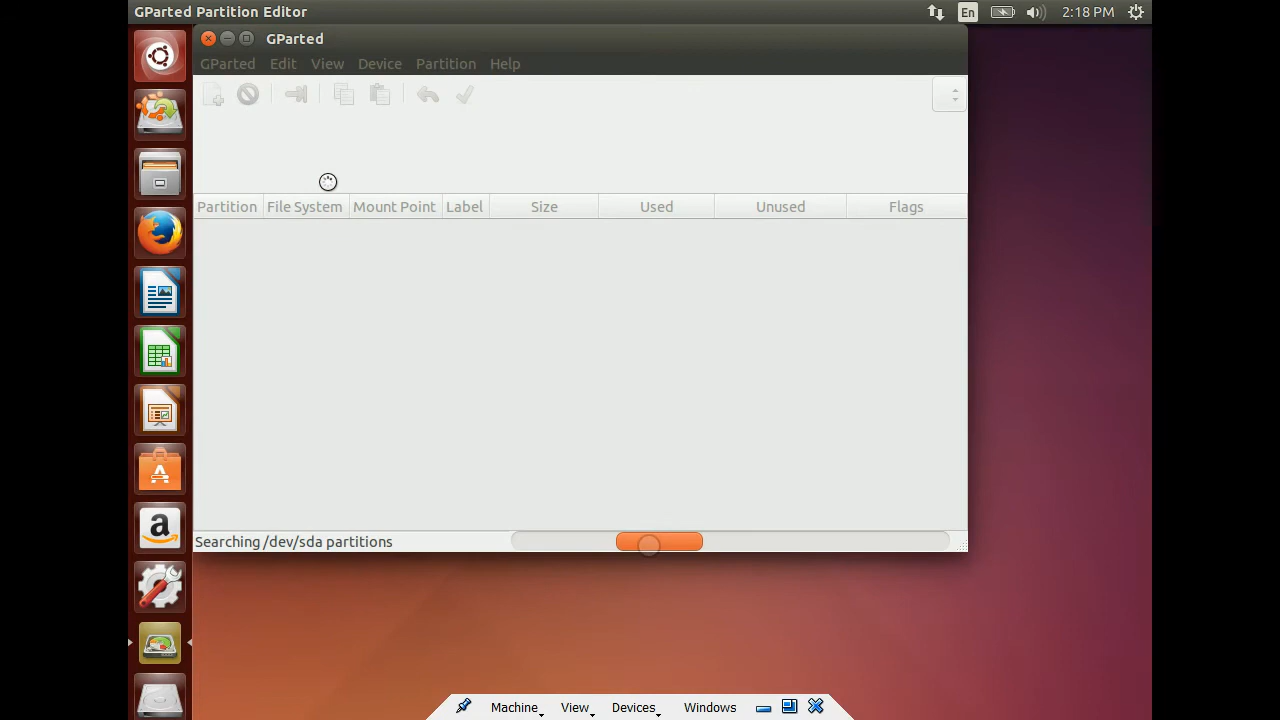 GParted Partition Editor
En
2:18 PM
GParted
GParted Edit View Device Partition Help
Partition File System Mount Point Label Size Used Unused Flags
Searching /dev/sda partitions
Machine View Devices Windows